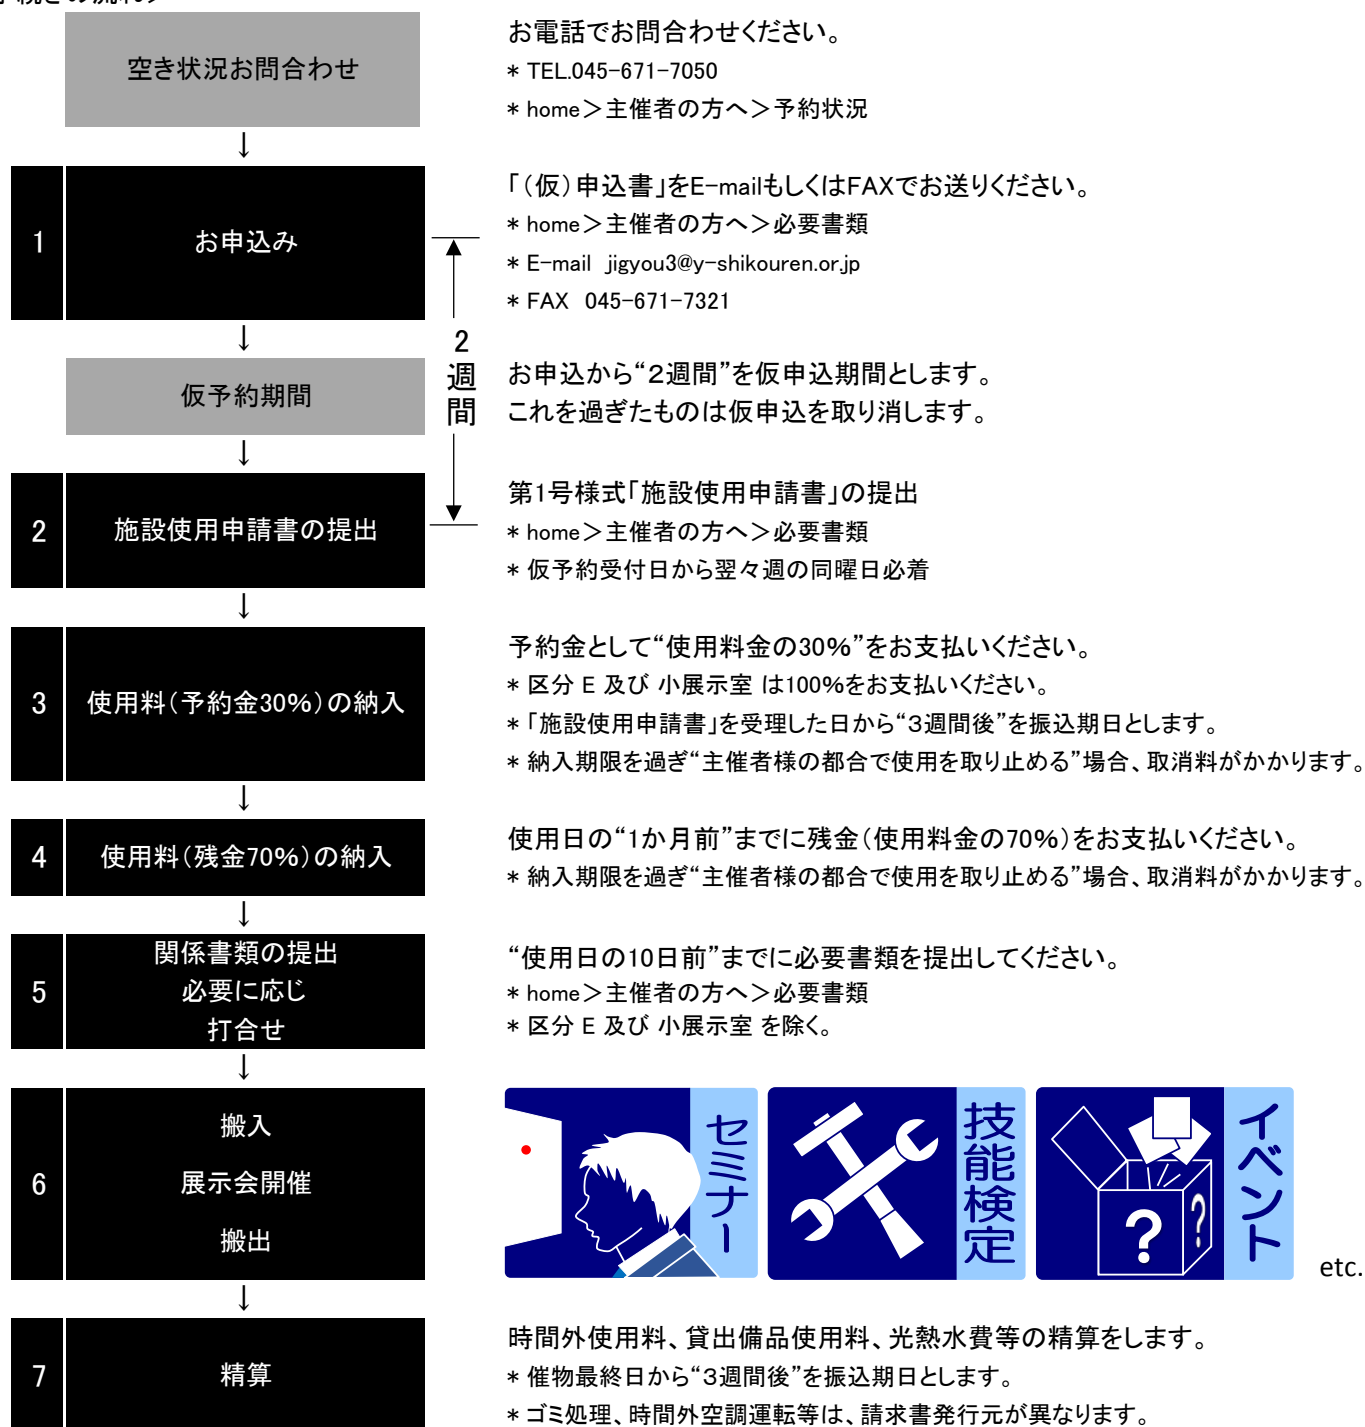 空き状況お問合わせ
お電話でお問合わせください。
* TEL.045-671-7050
* home＞主催者の方へ＞予約状況
↓
1
お申込み
「（仮）申込書」をE-mailもしくはFAXでお送りください。
* home＞主催者の方へ＞必要書類
* E-mail jigyou3@y-shikouren.or.jp
* FAX 045-671-7321
↓
2週間
仮予約期間
お申込から“２週間”を仮申込期間とします。
これを過ぎたものは仮申込を取り消します。
↓
2
施設使用申請書の提出
第1号様式「施設使用申請書」の提出
* home＞主催者の方へ＞必要書類
* 仮予約受付日から翌々週の同曜日必着
↓
3
使用料（予約金30%）の納入
予約金として“使用料金の30%”をお支払いください。
* 区分 E 及び 小展示室 は100%をお支払いください。
* 「施設使用申請書」を受理した日から“３週間後”を振込期日とします。
* 納入期限を過ぎ“主催者様の都合で使用を取り止める”場合、取消料がかかります。
↓
4
使用料（残金70%）の納入
使用日の“1か月前”までに残金（使用料金の70%）をお支払いください。
* 納入期限を過ぎ“主催者様の都合で使用を取り止める”場合、取消料がかかります。
↓
5
関係書類の提出
必要に応じ
打合せ
“使用日の10日前”までに必要書類を提出してください。
* home＞主催者の方へ＞必要書類
* 区分 E 及び 小展示室 を除く。
↓
6
搬入
展示会開催
搬出
セミナー
技能検定
イベント
? ?
etc.
↓
7
精算
時間外使用料、貸出備品使用料、光熱水費等の精算をします。
* 催物最終日から“３週間後”を振込期日とします。
* ゴミ処理、時間外空調運転等は、請求書発行元が異なります。